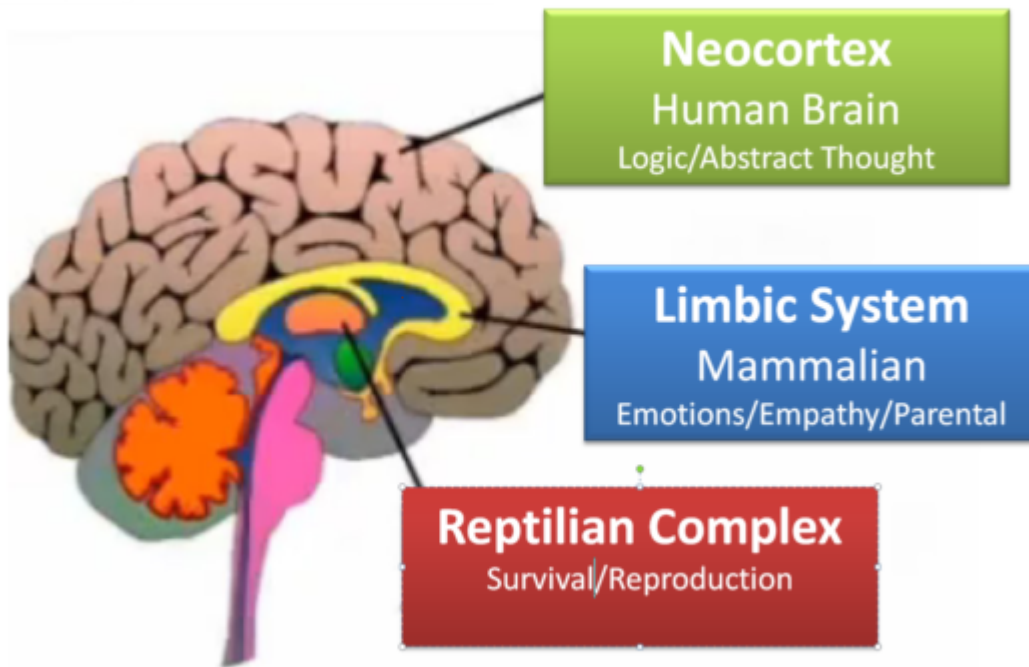 Neocortex
Human Brain
Logic/Abstract Thought
Limbic System
Mammalian
Emotions/Empathy/Parental
Reptilian Complex
Survival/Reproduction